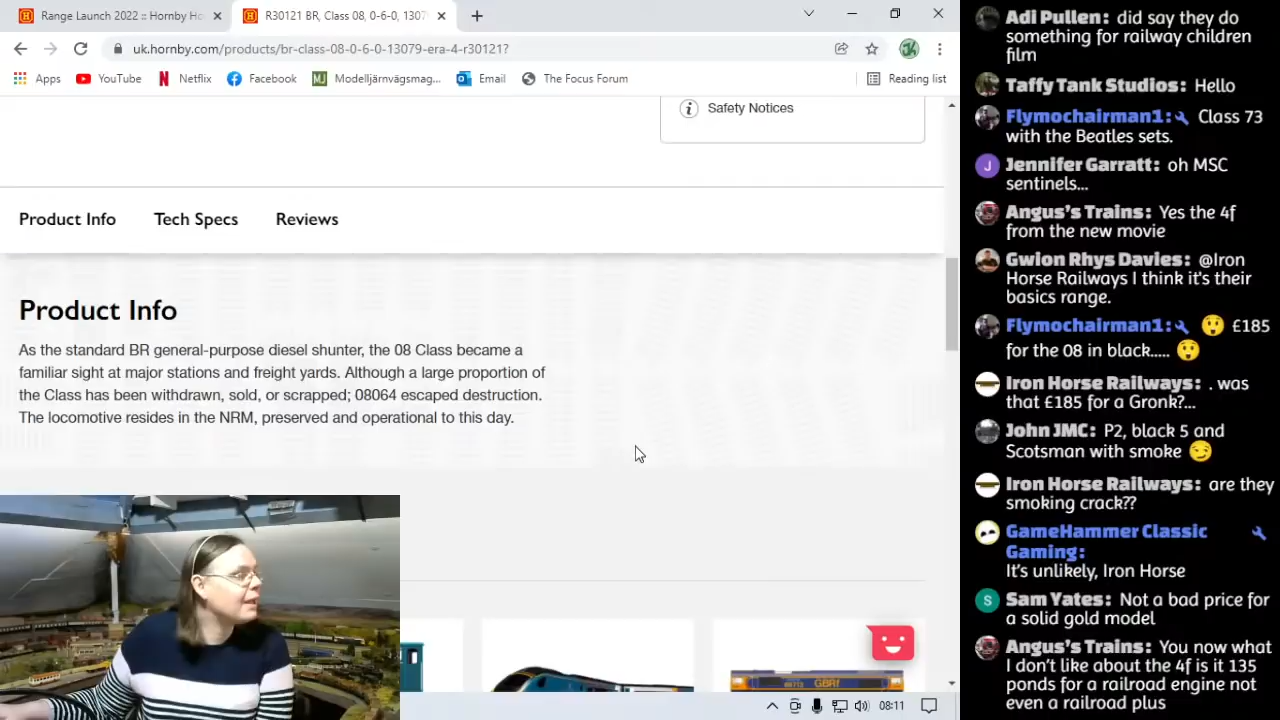 Range Launch 2022 :: Hornby Ho
R30121 BR, Class 08, 0-6-0, 1307
uk.hornby.com/products/br-class-08-0-6-0-13079-era-4-r30121?
Apps
YouTube
Netflix
Facebook
Modelljärnvägsmag...
Email
The Focus Forum
Reading list
Safety Notices
Product Info
Tech Specs
Reviews
Product Info
As the standard BR general-purpose diesel shunter, the 08 Class became a
familiar sight at major stations and freight yards. Although a large proportion of
the Class has been withdrawn, sold, or scrapped; 08064 escaped destruction.
The locomotive resides in the NRM, preserved and operational to this day.
GBRf
08:11
Adi Pullen: did say they do
something for railway children
film
Taffy Tank Studios: Hello
Flymochairman1: Class 73
with the Beatles sets.
J
Jennifer Garratt: oh MSC
sentinels...
Angus's Trains: Yes the 4f
from the new movie
Gwion Rhys Davies: @Iron
Horse Railways I think it's their
basics range.
Flymochairman1: 😲 £185
for the 08 in black..... 😲
Iron Horse Railways: . was
that £185 for a Gronk?...
John JMC: P2, black 5 and
Scotsman with smoke 😏
Iron Horse Railways: are they
smoking crack??
GameHammer Classic
Gaming:
It's unlikely, Iron Horse
S
Sam Yates: Not a bad price for
a solid gold model
Angus's Trains: You now what
I don't like about the 4f is it 135
ponds for a railroad engine not
even a railroad plus